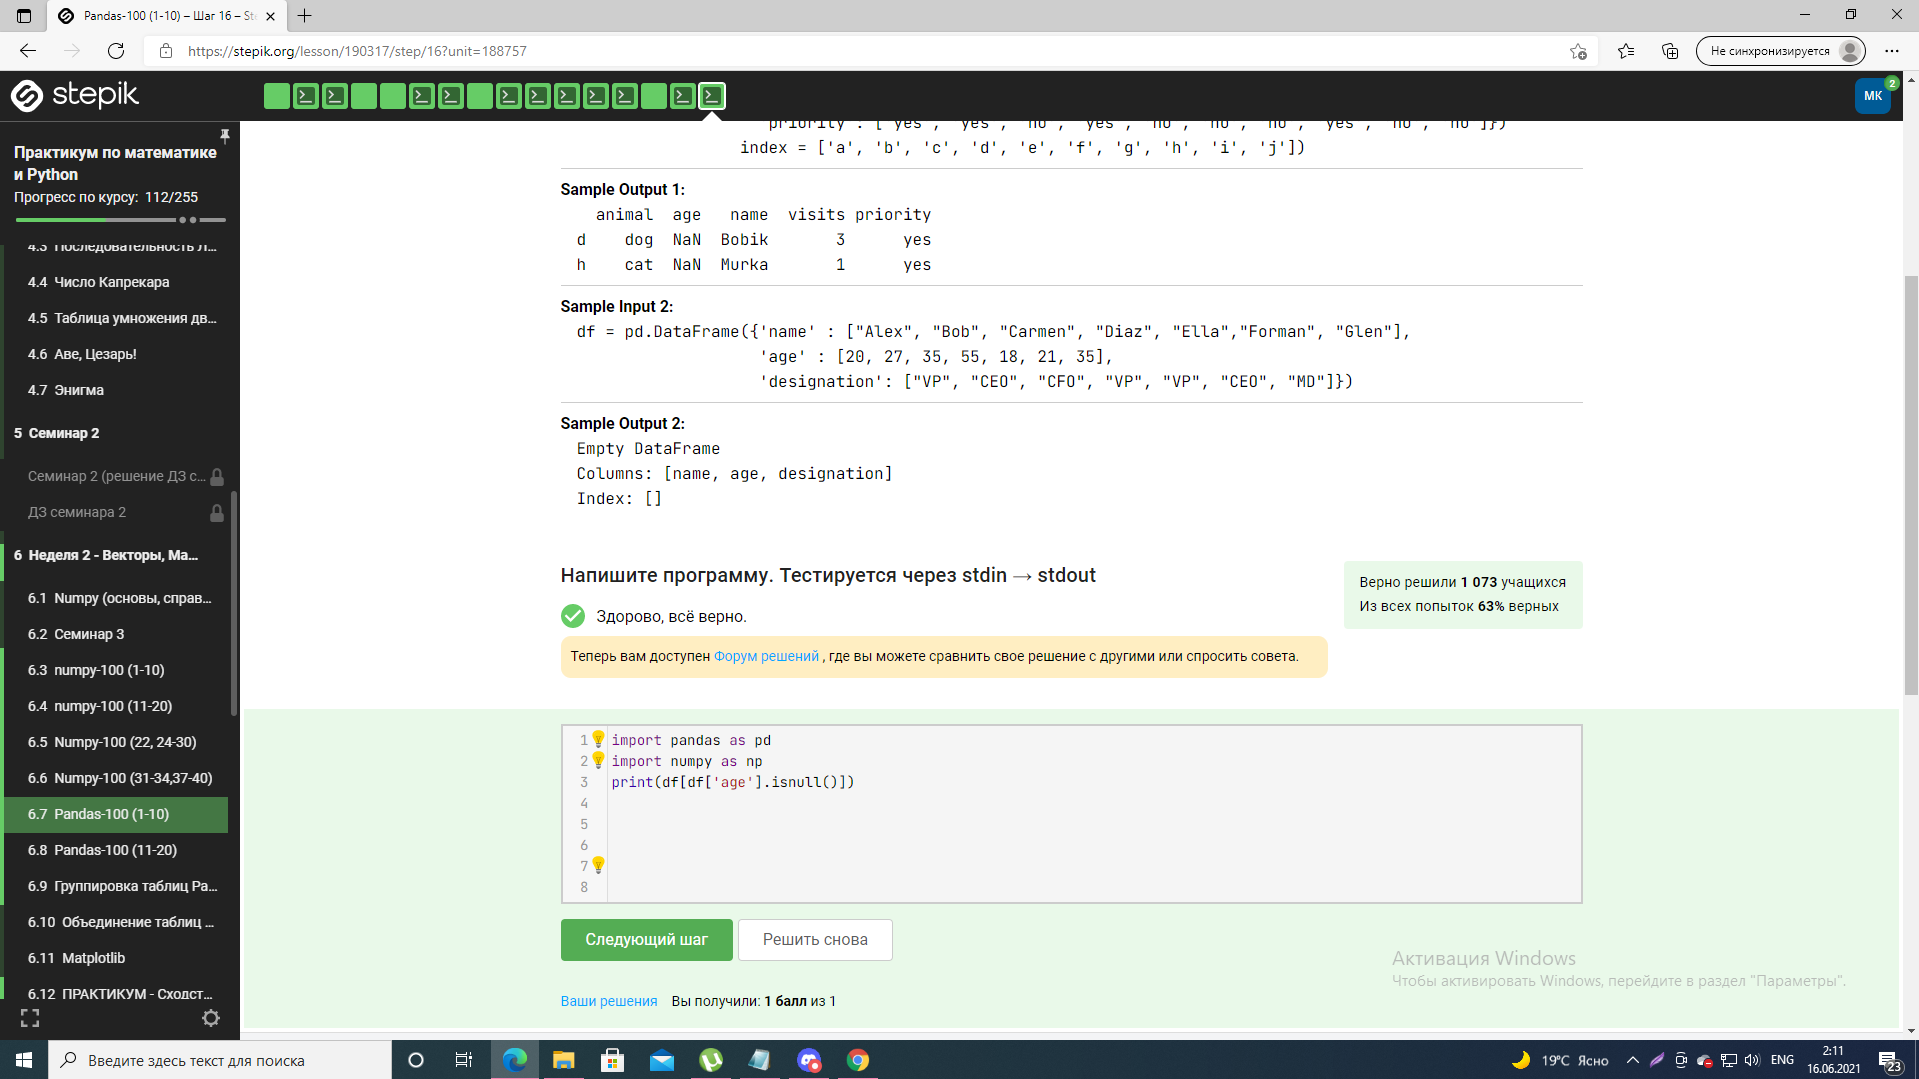 Pandas-100 (1-10) – Шаг 16 – Ste
https://stepik.org/lesson/190317/step/16?unit=188757
Не синхронизируется
stepik
МК
2
Практикум по математике
и Python
Прогресс по курсу: 112/255
4.3 Последовательность Л...
4.4 Число Капрекара
4.5 Таблица умножения дв...
4.6 Аве, Цезарь!
4.7 Энигма
5 Семинар 2
Семинар 2 (решение ДЗ с...
ДЗ семинара 2
6 Неделя 2 - Векторы, Ма...
6.1 Numpy (основы, справ...
6.2 Семинар 3
6.3 numpy-100 (1-10)
6.4 numpy-100 (11-20)
6.5 Numpy-100 (22, 24-30)
6.6 Numpy-100 (31-34,37-40)
6.7 Pandas-100 (1-10)
6.8 Pandas-100 (11-20)
6.9 Группировка таблиц Pa...
6.10 Объединение таблиц ...
6.11 Matplotlib
6.12 ПРАКТИКУМ - Сходст...
'priority': ['yes', 'yes', 'no', 'yes', 'no', 'no', 'no', 'yes', 'no', 'no']})
index = ['a', 'b', 'c', 'd', 'e', 'f', 'g', 'h', 'i', 'j'])
Sample Output 1:
animal age name visits priority
d dog NaN Bobik 3 yes
h cat NaN Murka 1 yes
Sample Input 2:
df = pd.DataFrame({'name' : ["Alex", "Bob", "Carmen", "Diaz", "Ella","Forman", "Glen"],
'age' : [20, 27, 35, 55, 18, 21, 35],
'designation': ["VP", "CEO", "CFO", "VP", "VP", "CEO", "MD"]})
Sample Output 2:
Empty DataFrame
Columns: [name, age, designation]
Index: []
Напишите программу. Тестируется через stdin → stdout
Верно решили 1 073 учащихся
Из всех попыток 63% верных
Здорово, всё верно.
Теперь вам доступен Форум решений , где вы можете сравнить свое решение с другими или спросить совета.
1 import pandas as pd
2 import numpy as np
3 print(df[df['age'].isnull()])
4
5
6
7
8
Следующий шаг
Решить снова
Ваши решения Вы получили: 1 балл из 1
Активация Windows
Чтобы активировать Windows, перейдите в раздел "Параметры".
Введите здесь текст для поиска
19°C Ясно
ENG
2:11
16.06.2021
23